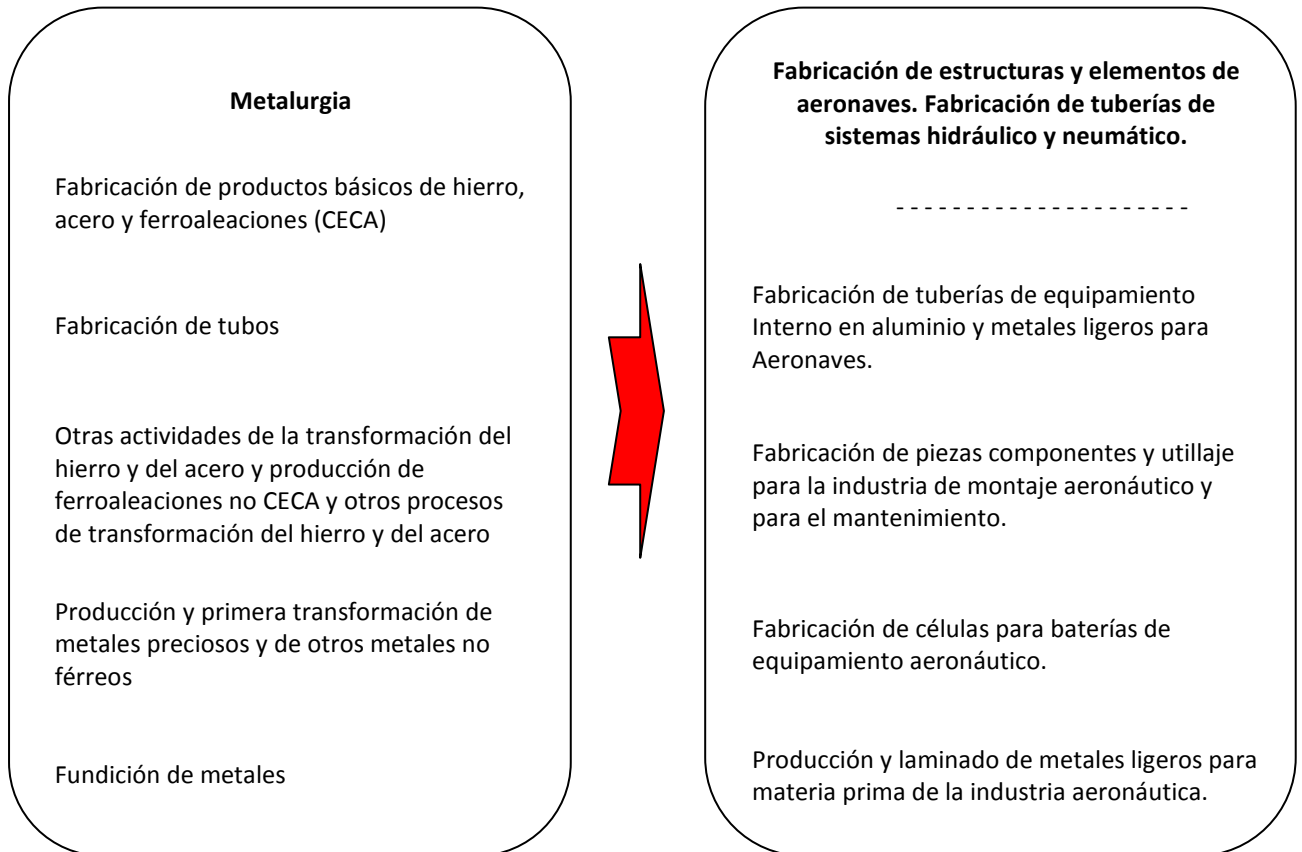 Metalurgia
Fabricación de productos básicos de hierro,
acero y ferroaleaciones (CECA)
Fabricación de tubos
Otras actividades de la transformación del
hierro y del acero y producción de
ferroaleaciones no CECA y otros procesos
de transformación del hierro y del acero
Producción y primera transformación de
metales preciosos y de otros metales no
férreos
Fundición de metales
Fabricación de estructuras y elementos de
aeronaves. Fabricación de tuberías de
sistemas hidráulico y neumático.
- - - - - - - - - - - - - - - - - - - - -
Fabricación de tuberías de equipamiento
Interno en aluminio y metales ligeros para
Aeronaves.
Fabricación de piezas componentes y utillaje
para la industria de montaje aeronáutico y
para el mantenimiento.
Fabricación de células para baterías de
equipamiento aeronáutico.
Producción y laminado de metales ligeros para
materia prima de la industria aeronáutica.